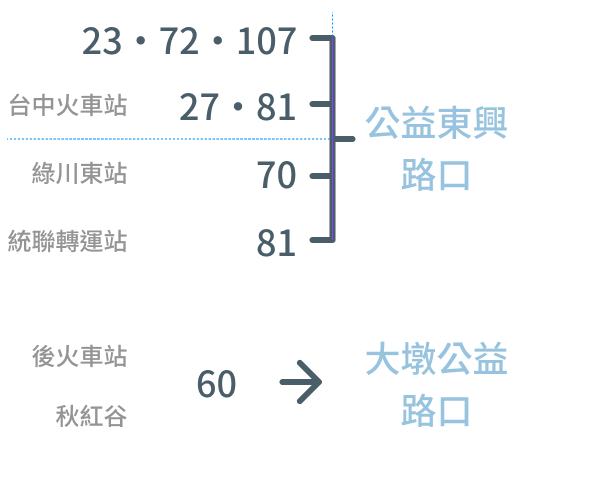 23・72・107
台中火車站 27・81
公益東興
路口
綠川東站 70
統聯轉運站 81
後火車站
60
大墩公益
路口
秋紅谷